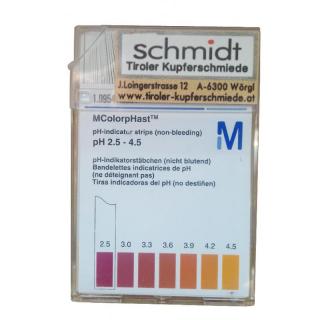 schmidt
Tiroler Kupferschmiede
J.Loingerstrasse 12 A-6300 Wörgl
www.tiroler-kupferschmiede.at
MColorpHast™
pH-indicator strips (non-bleeding)
pH 2.5 - 4.5
M
pH-Indikatorstäbchen (nicht blutend)
Bandelettes indicatrices de pH
(ne déteignant pas)
Tiras indicadoras del pH (no destiñen)
2.5 3.0 3.3 3.6 3.9 4.2 4.5